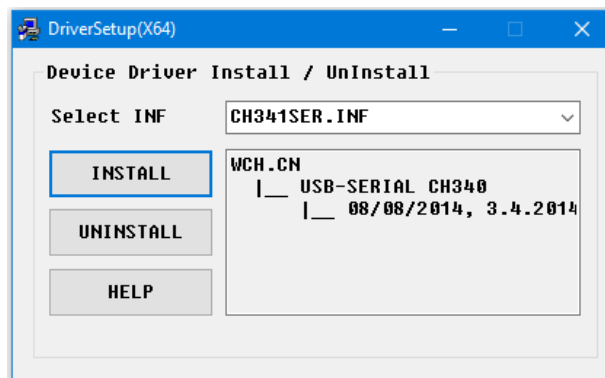 DriverSetup(X64)
Device Driver Install / UnInstall
Select INF
CH341SER.INF
INSTALL
UNINSTALL
HELP
WCH.CN
|__ USB-SERIAL CH340
|__ 08/08/2014, 3.4.2014